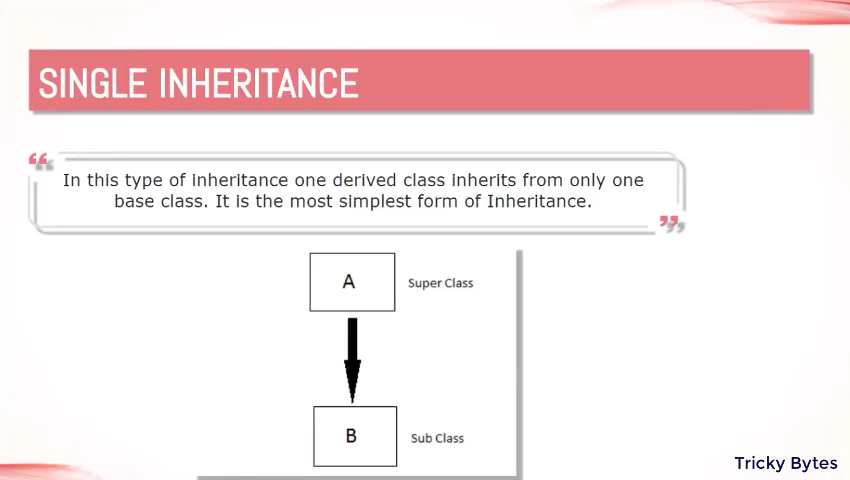 SINGLE INHERITANCE
❝
In this type of inheritance one derived class inherits from only one
base class. It is the most simplest form of Inheritance.
❞
A
Super Class
B
Sub Class
Tricky Bytes